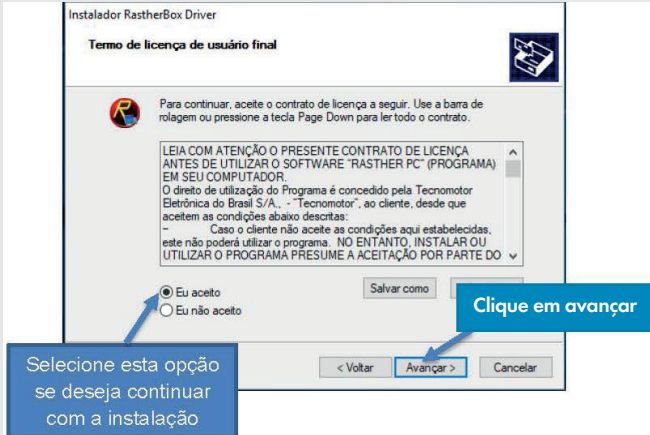 Instalador RastherBox Driver
Termo de licença de usuário final
Para continuar, aceite o contrato de licença a seguir. Use a barra de
rolagem ou pressione a tecla Page Down para ler todo o contrato.
LEIA COM ATENÇÃO O PRESENTE CONTRATO DE LICENÇA
ANTES DE UTILIZAR O SOFTWARE "RASTHER PC" (PROGRAMA)
EM SEU COMPUTADOR.
O direito de utilização do Programa é concedido pela Tecnomotor
Eletrônica do Brasil S/A., - "Tecnomotor", ao cliente, desde que
aceitem as condições abaixo descritas:
- Caso o cliente não aceite as condições aqui estabelecidas,
este não poderá utilizar o programa. NO ENTANTO, INSTALAR OU
UTILIZAR O PROGRAMA PRESUME A ACEITAÇÃO POR PARTE DO
Eu aceito
Salvar como
Eu não aceito
Clique em avançar
Selecione esta opção
se deseja continuar
com a instalação
< Voltar
Avançar >
Cancelar